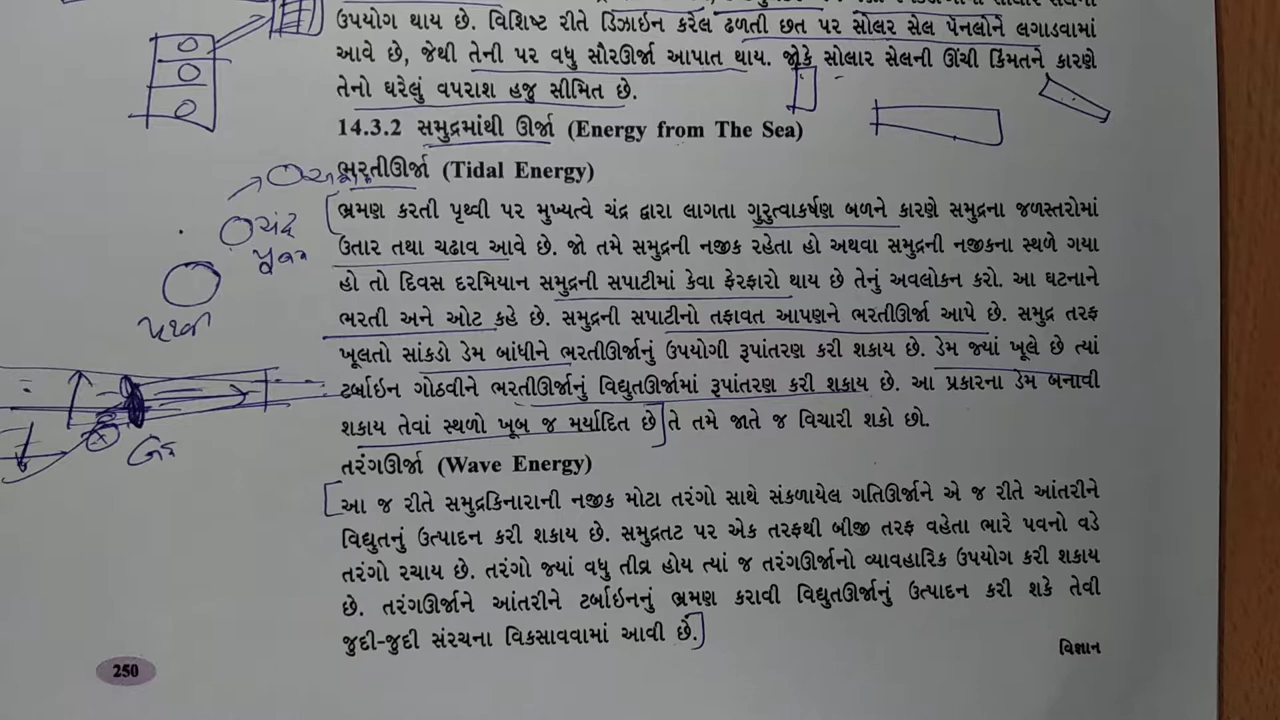 ઉપયોગ થાય છે. વિશિષ્ટ રીતે ડિઝાઇન કરેલ ઢળતી છત પર સોલર સેલ પૅનલોને લગાડવામાં
આવે છે, જેથી તેની પર વધુ સૌરઊર્જા આપાત થાય. જોકે સોલાર સેલની ઊંચી કિંમતને કારણે
તેનો ઘરેલું વપરાશ હજુ સીમિત છે.
14.3.2 સમુદ્રમાંથી ઊર્જા (Energy from The Sea)
ભરતીઊર્જા (Tidal Energy)
ભ્રમણ કરતી પૃથ્વી પર મુખ્યત્વે ચંદ્ર દ્વારા લાગતા ગુરુત્વાકર્ષણ બળને કારણે સમુદ્રના જળસ્તરોમાં
ઉતાર તથા ચઢાવ આવે છે. જો તમે સમુદ્રની નજીક રહેતા હો અથવા સમુદ્રની નજીકના સ્થળે ગયા
હો તો દિવસ દરમિયાન સમુદ્રની સપાટીમાં કેવા ફેરફારો થાય છે તેનું અવલોકન કરો. આ ઘટનાને
ભરતી અને ઓટ કહે છે. સમુદ્રની સપાટીનો તફાવત આપણને ભરતીઊર્જા આપે છે. સમુદ્ર તરફ
ખૂલતો સાંકડો ડેમ બાંધીને ભરતીઊર્જાનું ઉપયોગી રૂપાંતરણ કરી શકાય છે. ડેમ જ્યાં ખૂલે છે ત્યાં
ટર્બાઇન ગોઠવીને ભરતીઊર્જાનું વિદ્યુતઊર્જામાં રૂપાંતરણ કરી શકાય છે. આ પ્રકારના ડેમ બનાવી
શકાય તેવાં સ્થળો ખૂબ જ મર્યાદિત છે તે તમે જાતે જ વિચારી શકો છો.
તરંગઊર્જા (Wave Energy)
આ જ રીતે સમુદ્રકિનારાની નજીક મોટા તરંગો સાથે સંકળાયેલ ગતિઊર્જાને એ જ રીતે આંતરીને
વિદ્યુતનું ઉત્પાદન કરી શકાય છે. સમુદ્રતટ પર એક તરફથી બીજી તરફ વહેતા ભારે પવનો વડે
તરંગો રચાય છે. તરંગો જ્યાં વધુ તીવ્ર હોય ત્યાં જ તરંગઊર્જાનો વ્યાવહારિક ઉપયોગ કરી શકાય
છે. તરંગઊર્જાને આંતરીને ટર્બાઇનનું ભ્રમણ કરાવી વિદ્યુતઊર્જાનું ઉત્પાદન કરી શકે તેવી
જુદી-જુદી સંરચના વિકસાવવામાં આવી છે.
250
વિજ્ઞાન